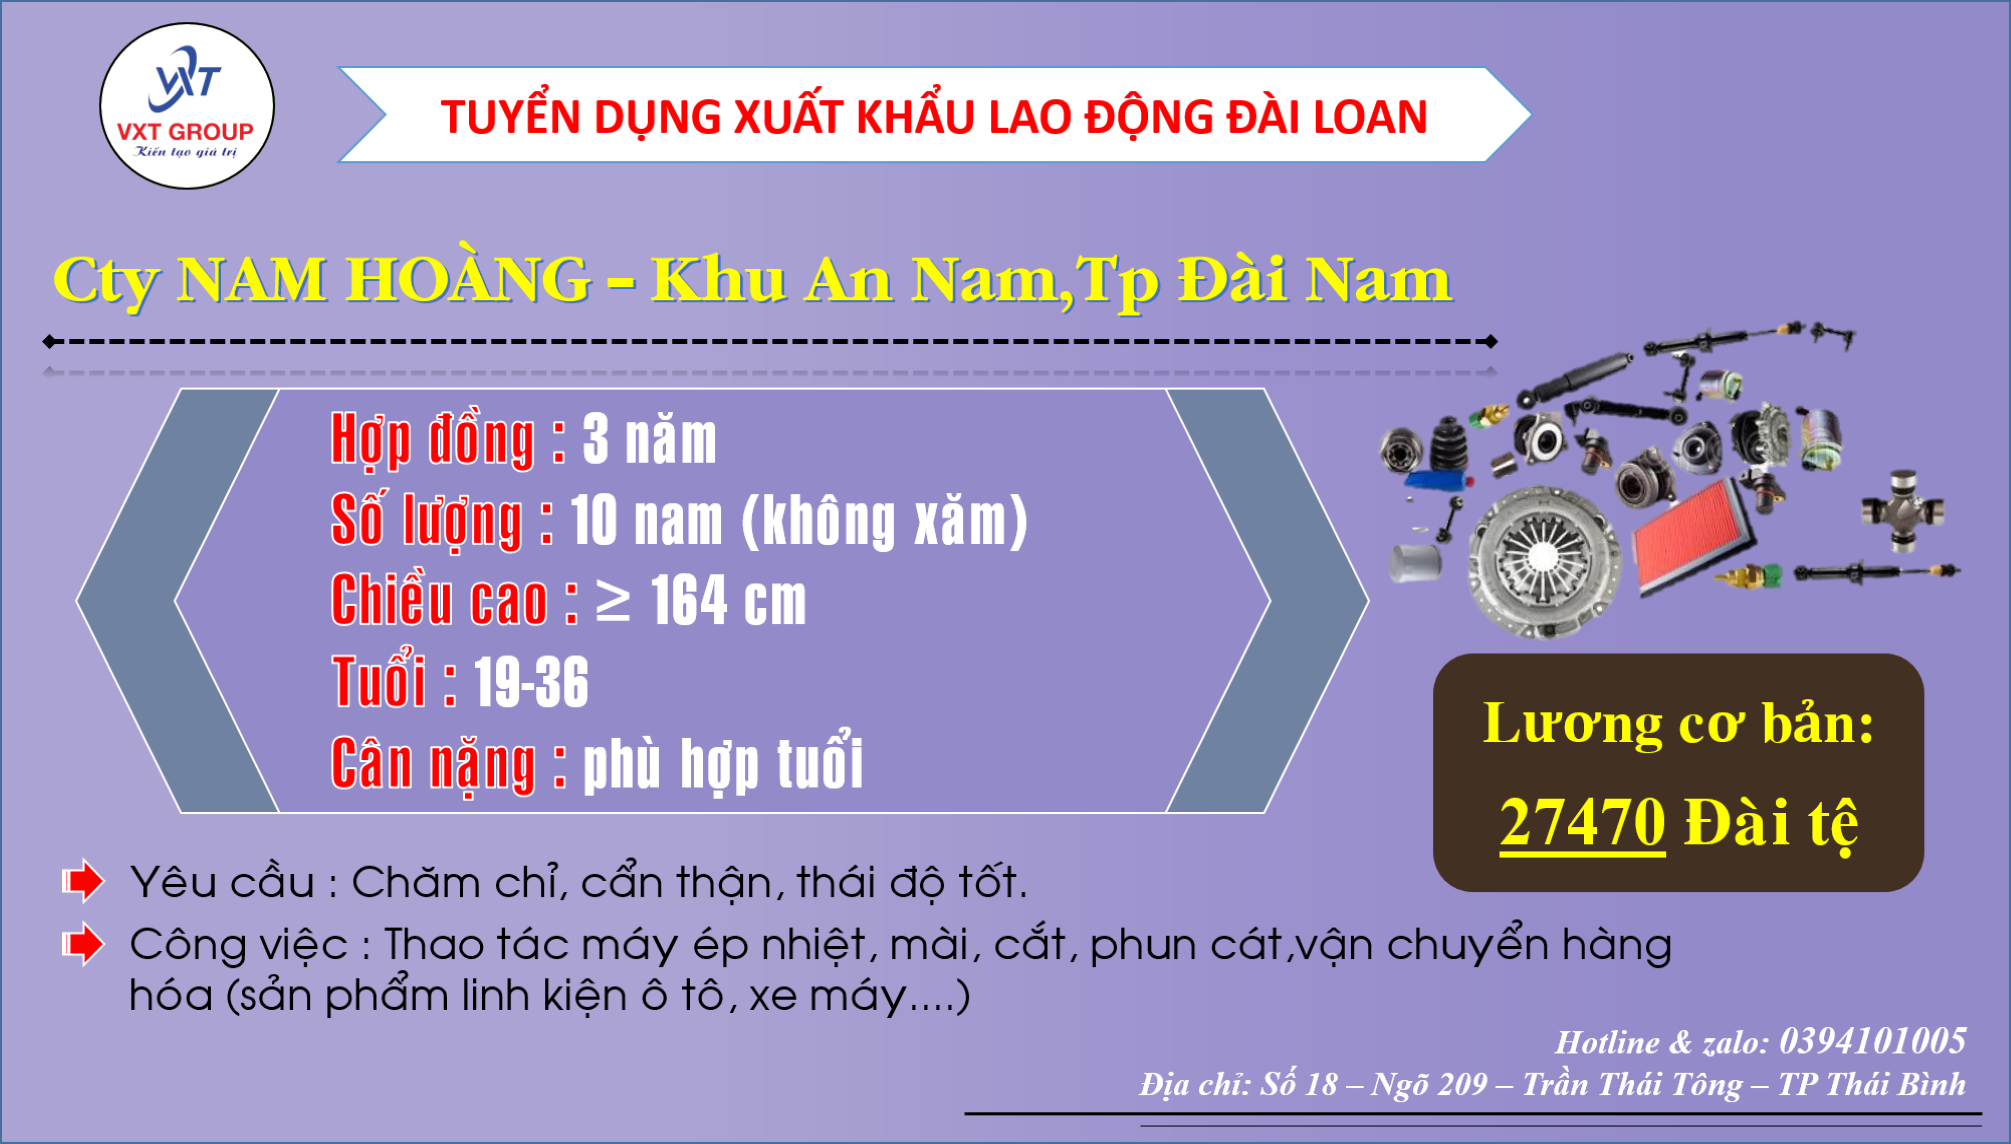 VXT
VXT GROUP
Kiến tạo giá trị
TUYỂN DỤNG XUẤT KHẨU LAO ĐỘNG ĐÀI LOAN
Cty NAM HOÀNG - Khu An Nam,Tp Đài Nam
Hợp đồng : 3 năm
Số lượng : 10 nam (không xăm)
Chiều cao : ≥ 164 cm
Tuổi : 19-36
Cân nặng : phù hợp tuổi
Lương cơ bản:
27470 Đài tệ
Yêu cầu : Chăm chỉ, cẩn thận, thái độ tốt.
Công việc : Thao tác máy ép nhiệt, mài, cắt, phun cát,vận chuyển hàng
hóa (sản phẩm linh kiện ô tô, xe máy....)
Hotline & zalo: 0394101005
Địa chỉ: Số 18 – Ngõ 209 – Trần Thái Tông – TP Thái Bình